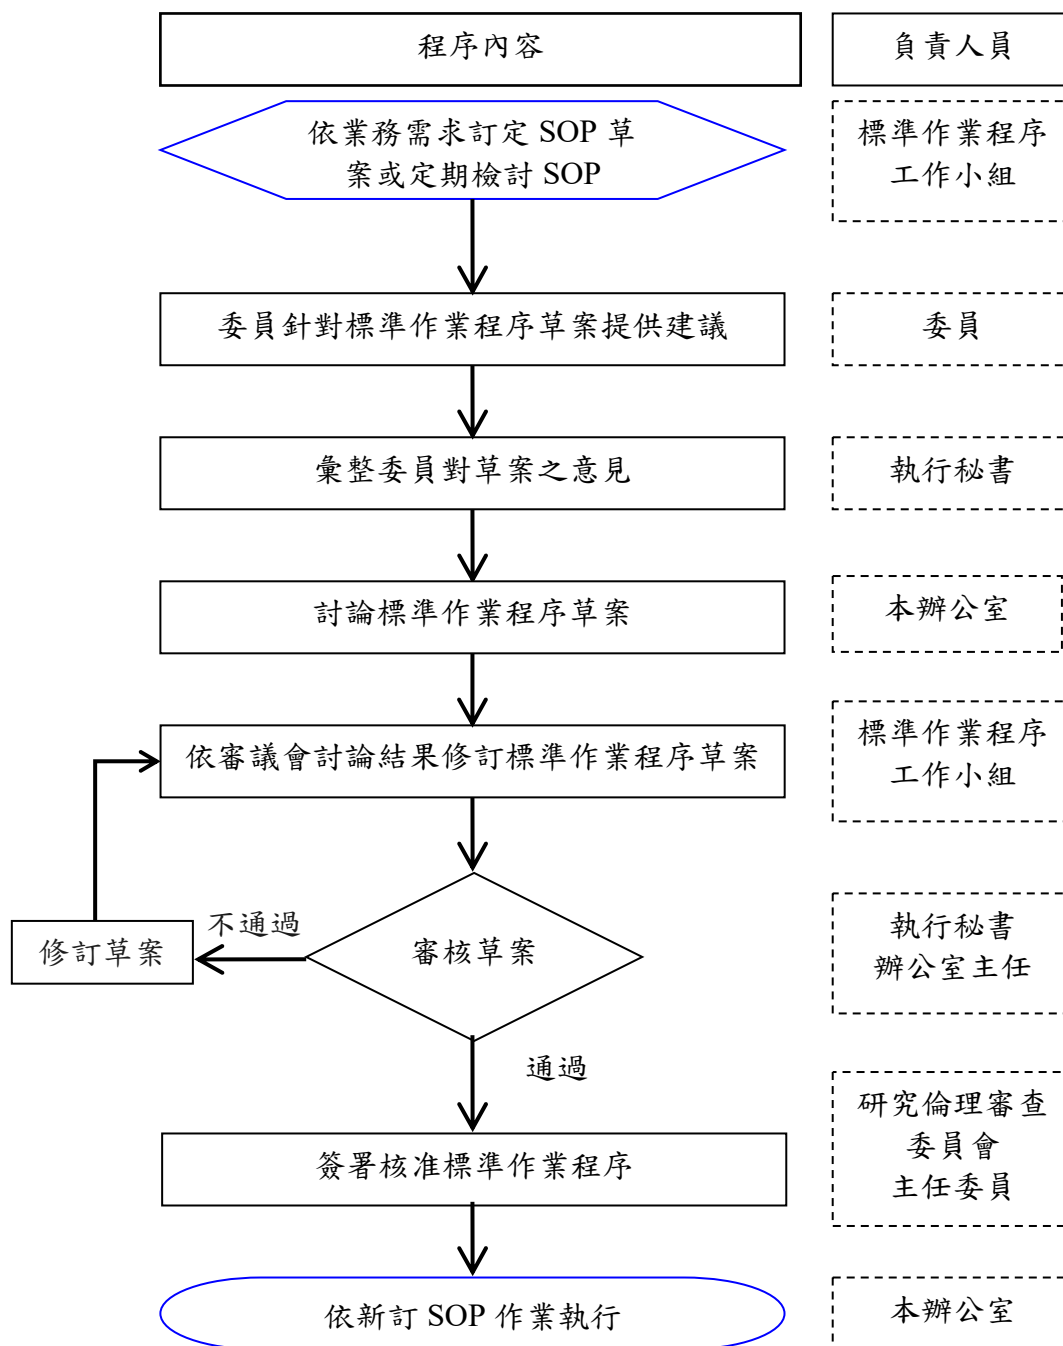 程序內容
負責人員
依業務需求訂定 SOP 草
案或定期檢討 SOP
標準作業程序
工作小組
委員針對標準作業程序草案提供建議
委員
彙整委員對草案之意見
執行秘書
討論標準作業程序草案
本辦公室
依審議會討論結果修訂標準作業程序草案
標準作業程序
工作小組
不通過
修訂草案
審核草案
執行秘書
辦公室主任
通過
簽署核准標準作業程序
研究倫理審查
委員會
主任委員
依新訂 SOP 作業執行
本辦公室